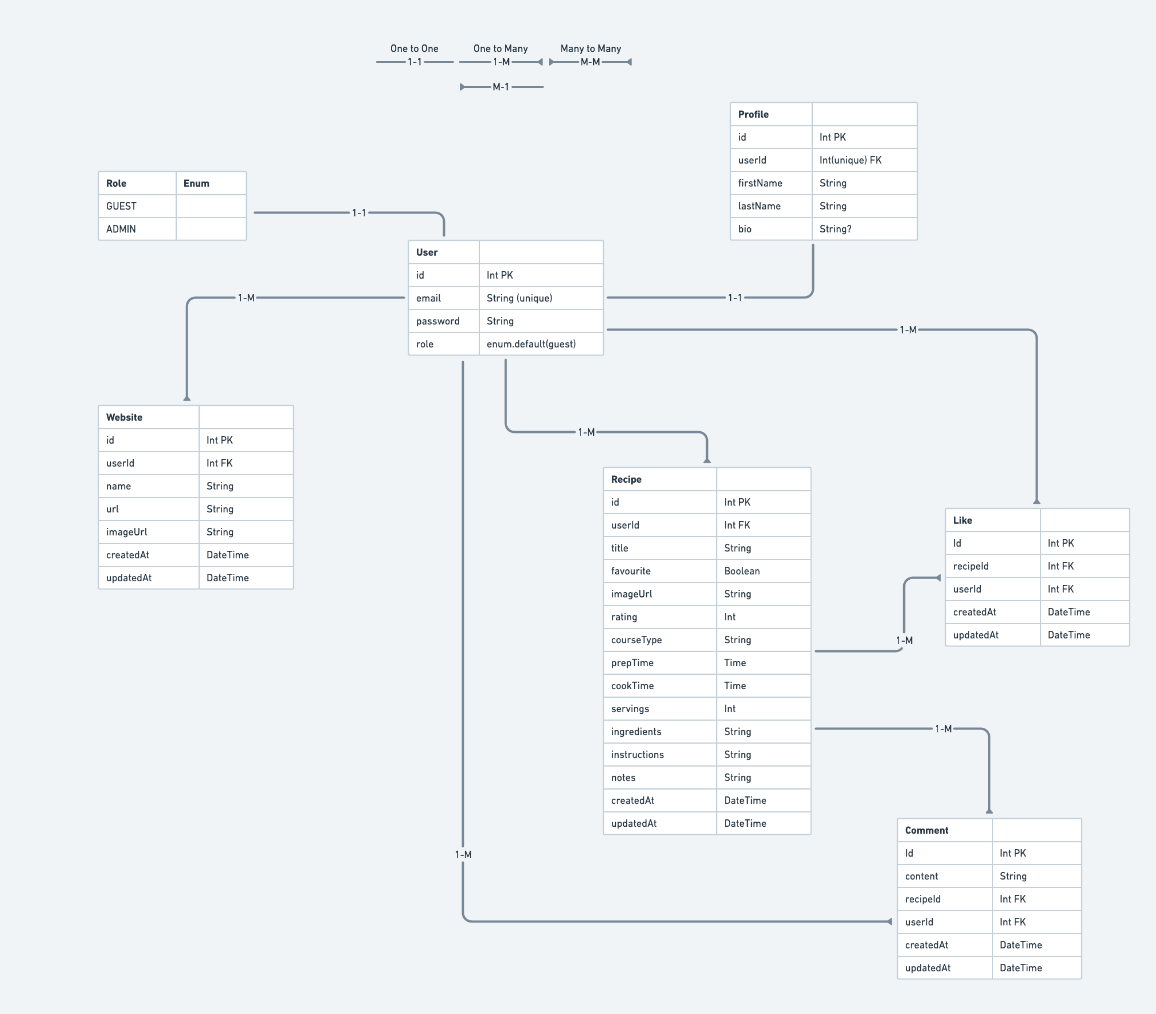 One to One
One to Many
Many to Many
1-1
1-M
M-M
M-1
Profile
id Int PK
userId Int(unique) FK
firstName String
lastName String
bio String?
Role Enum
GUEST
ADMIN
1-1
User
id Int PK
email String (unique)
password String
role enum.default(guest)
1-M
1-1
1-M
Website
id Int PK
userId Int FK
name String
url String
imageUrl String
createdAt DateTime
updatedAt DateTime
1-M
Recipe
id Int PK
userId Int FK
title String
favourite Boolean
imageUrl String
rating Int
courseType String
prepTime Time
cookTime Time
servings Int
ingredients String
instructions String
notes String
createdAt DateTime
updatedAt DateTime
Like
Id Int PK
recipeId Int FK
userId Int FK
createdAt DateTime
updatedAt DateTime
1-M
1-M
1-M
Comment
Id Int PK
content String
recipeId Int FK
userId Int FK
createdAt DateTime
updatedAt DateTime